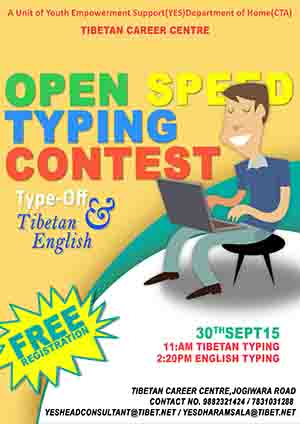 A Unit of Youth Empowerment Support(YES)Department of Home(CTA)
TIBETAN CAREER CENTRE
OPEN SPEED
TYPING
CONTEST
Type-Off
Tibetan &
English
FREE
REGISTRATION
30THSEPT15
11:AM TIBETAN TYPING
2:20PM ENGLISH TYPING
TIBETAN CAREER CENTRE,JOGIWARA ROAD
CONTACT NO. 9882321424 / 7831031288
YESHEADCONSULTANT@TIBET.NET / YESDHARAMSALA@TIBET.NET